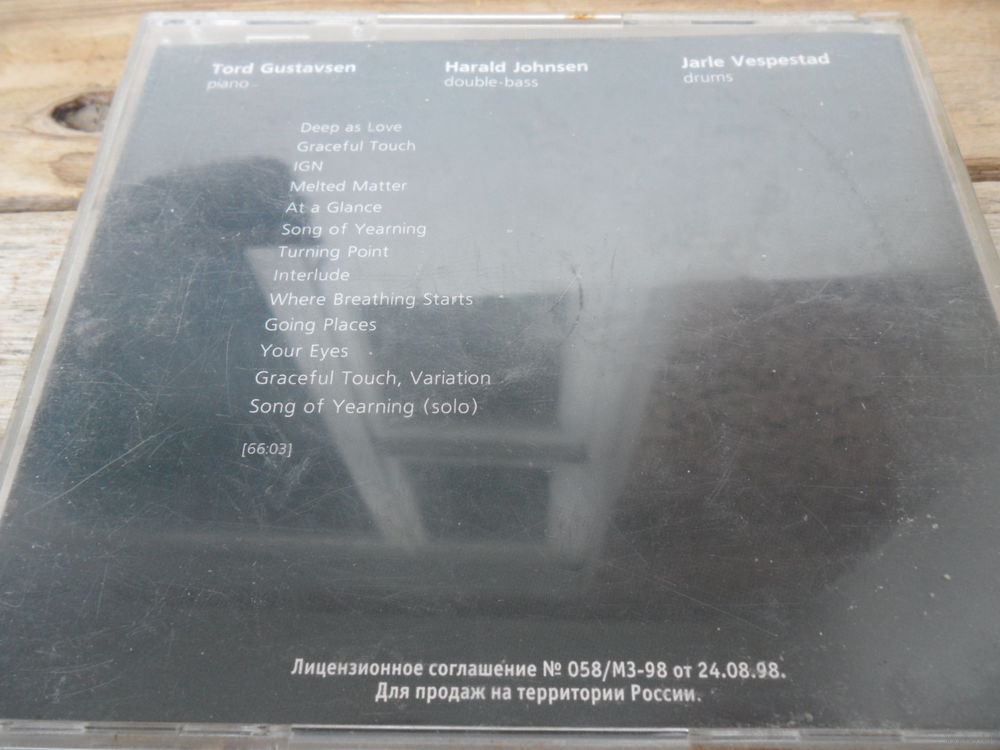 Tord Gustavsen Harald Johnsen Jarle Vespestad
piano double-bass drums
Deep as Love
Graceful Touch
IGN
Melted Matter
At a Glance
Song of Yearning
Turning Point
Interlude
Where Breathing Starts
Going Places
Your Eyes
Graceful Touch, Variation
Song of Yearning (solo)
[66:03]
Лицензионное соглашение № 058/МЗ-98 от 24.08.98.
Для продаж на территории России.